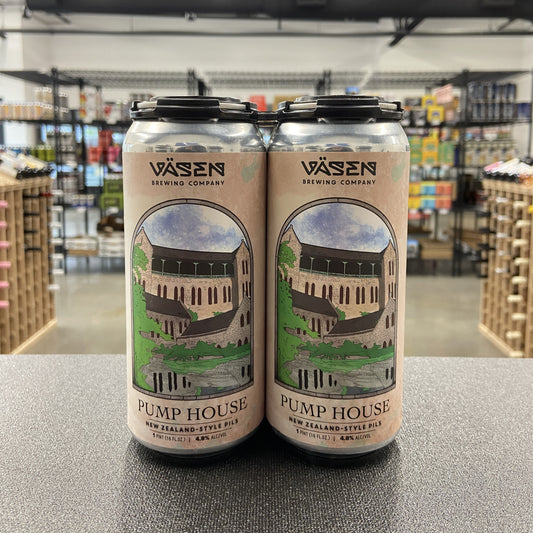 VÄSEN
BREWING COMPANY
PUMP HOUSE
NEW ZEALAND-STYLE PILS
1 PINT (16 FL.OZ.) | 4.8% ALC/VOL
VÄSEN
BREWING COMPANY
PUMP HOUSE
NEW ZEALAND-STYLE PILS
1 PINT (16 FL.OZ.) | 4.8% ALC/VOL